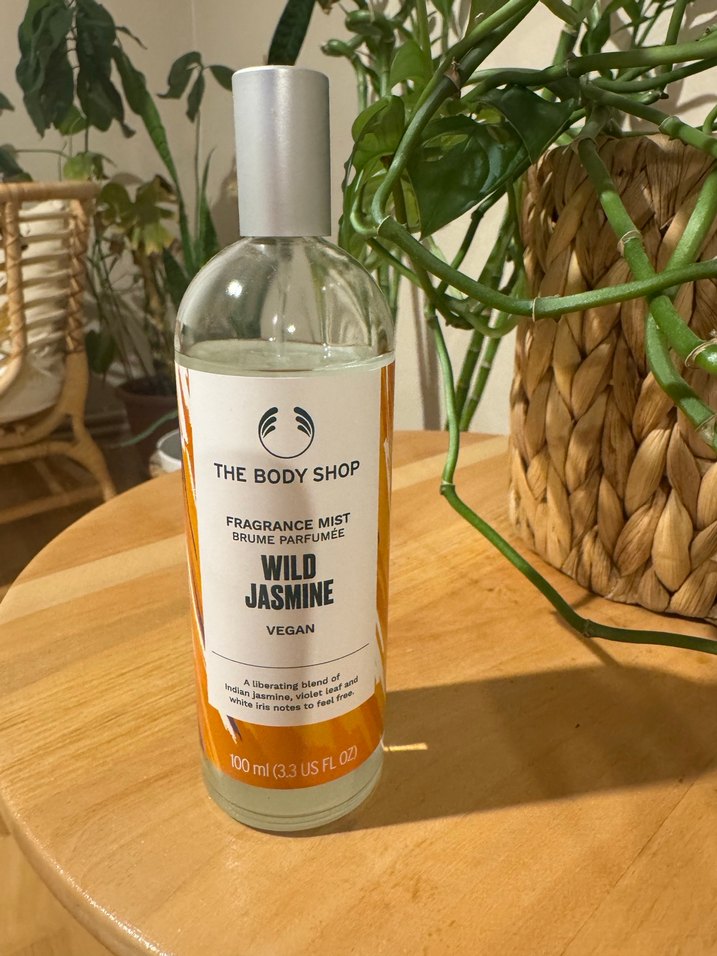 THE BODY SHOP
FRAGRANCE MIST
BRUME PARFUMÉE
WILD
JASMINE
VEGAN
A liberating blend of
Indian jasmine, violet leaf and
white iris notes to feel free.
100 ml (3.3 US FL OZ)